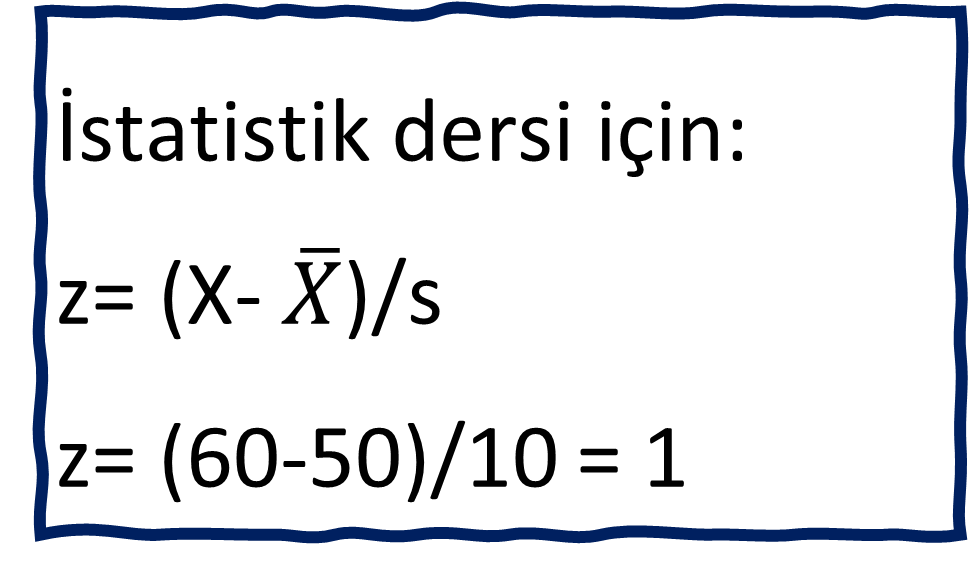 İstatistik dersi için:
z= (X- X̅)/s
z= (60-50)/10 = 1